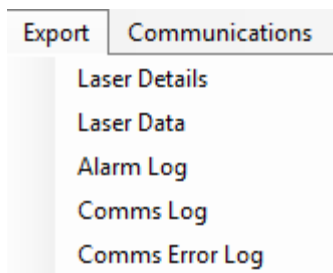 Export Communications
Laser Details
Laser Data
Alarm Log
Comms Log
Comms Error Log